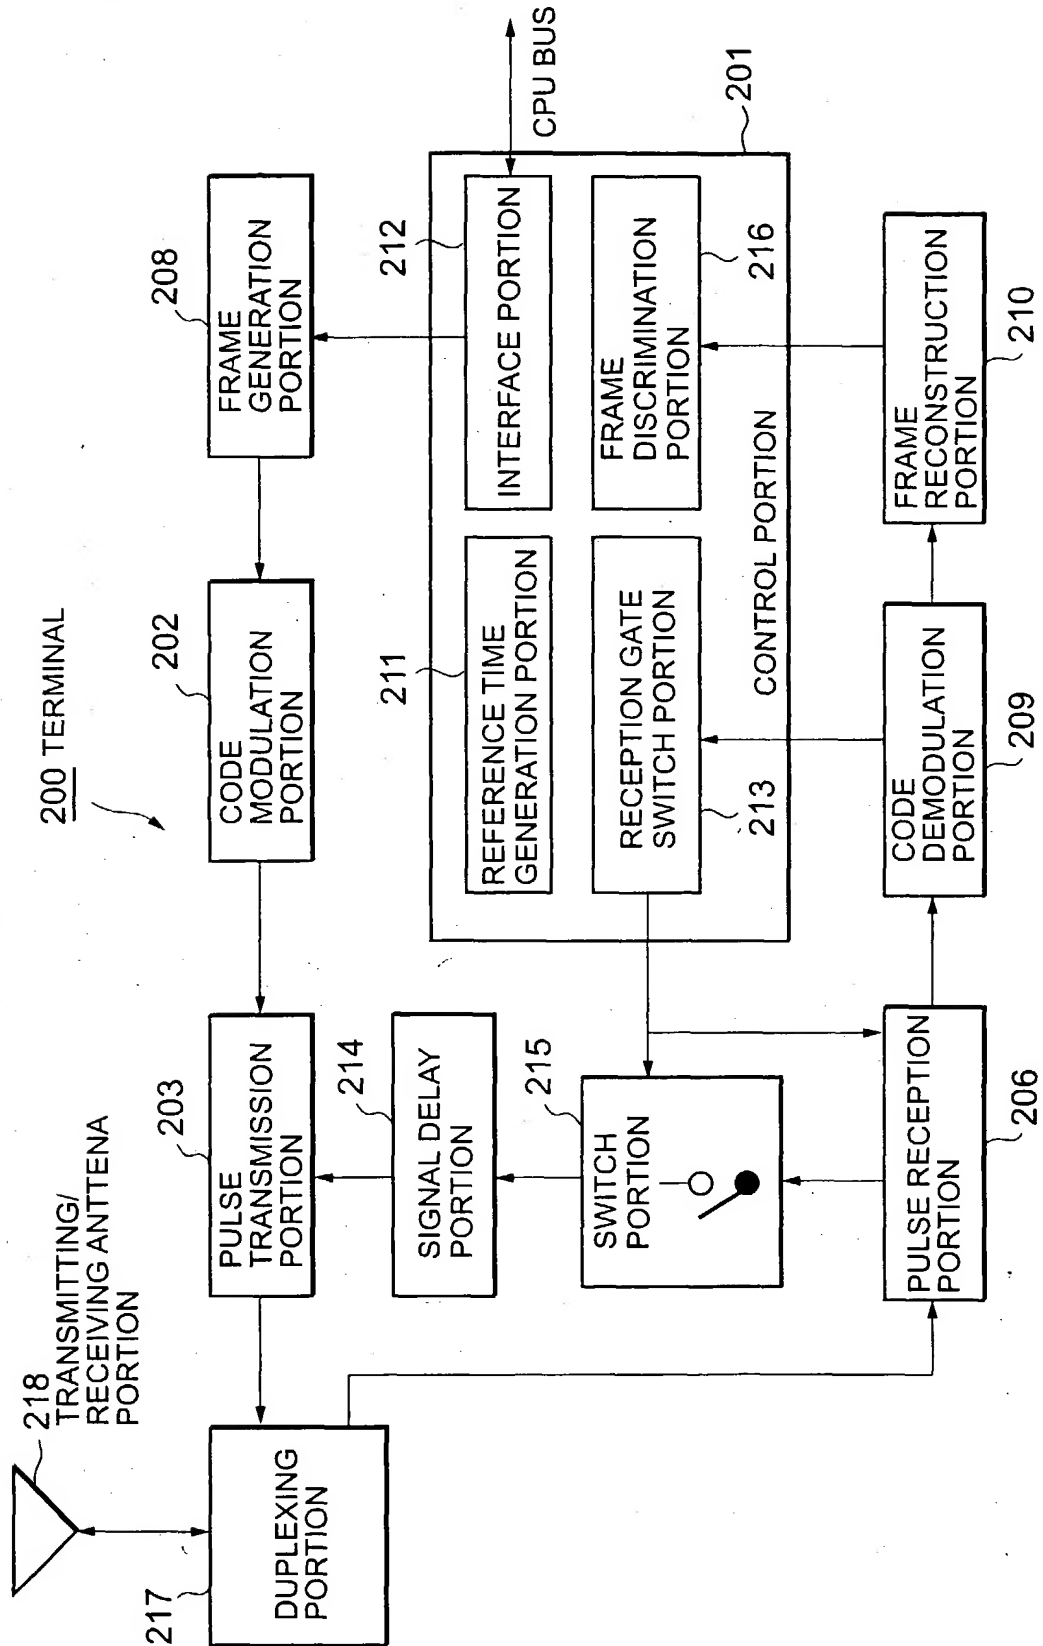 200 TERMINAL
218
TRANSMITTING/
RECEIVING ANTTENA
PORTION
217
DUPLEXING
PORTION
203
PULSE
TRANSMISSION
PORTION
202
CODE
MODULATION
PORTION
208
FRAME
GENERATION
PORTION
214
SIGNAL DELAY
PORTION
215
SWITCH
PORTION
211
REFERENCE TIME
GENERATION PORTION
212
INTERFACE PORTION
CPU BUS
RECEPTION GATE
SWITCH PORTION
213
FRAME
DISCRIMINATION
PORTION
216
CONTROL PORTION
201
PULSE RECEPTION
PORTION
206
CODE
DEMODULATION
PORTION
209
FRAME
RECONSTRUCTION
PORTION
210